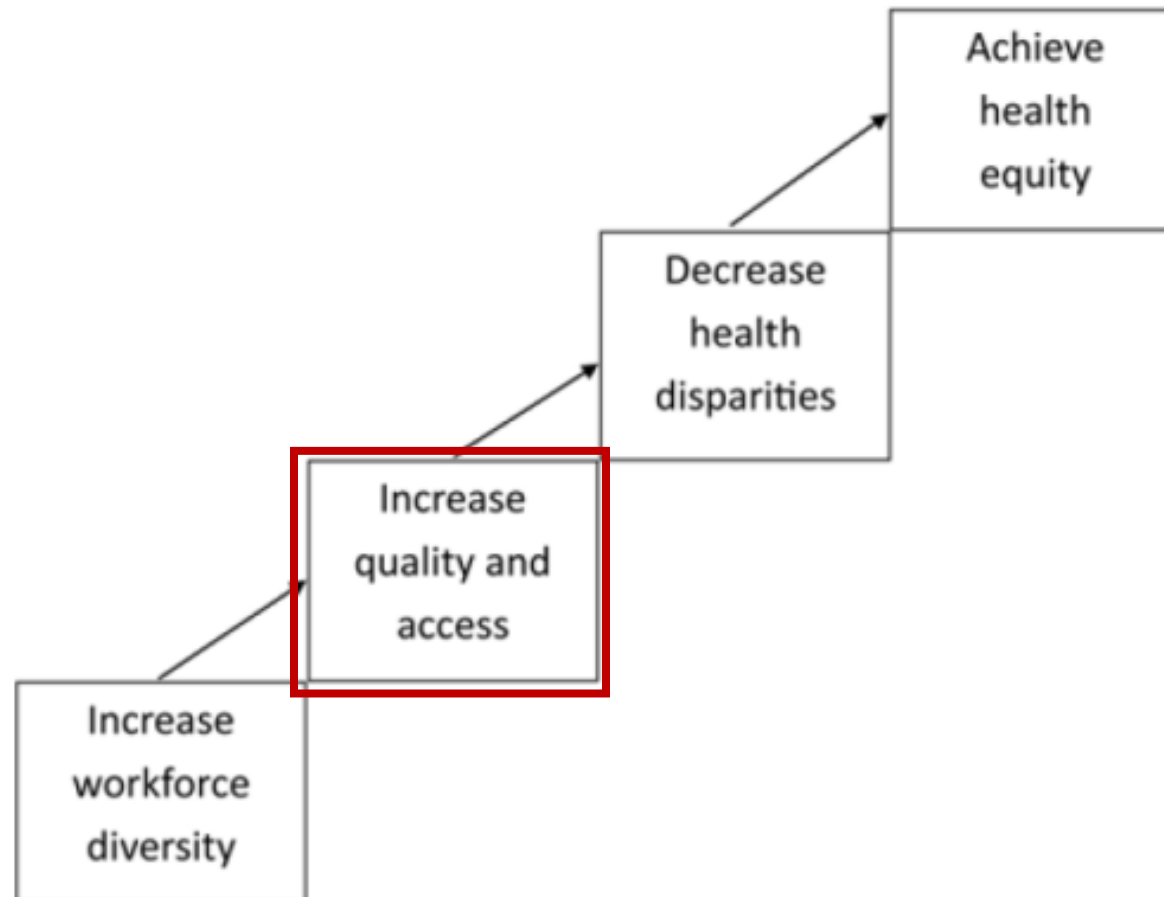 Achieve
health
equity
Decrease
health
disparities
Increase
quality and
access
Increase
workforce
diversity